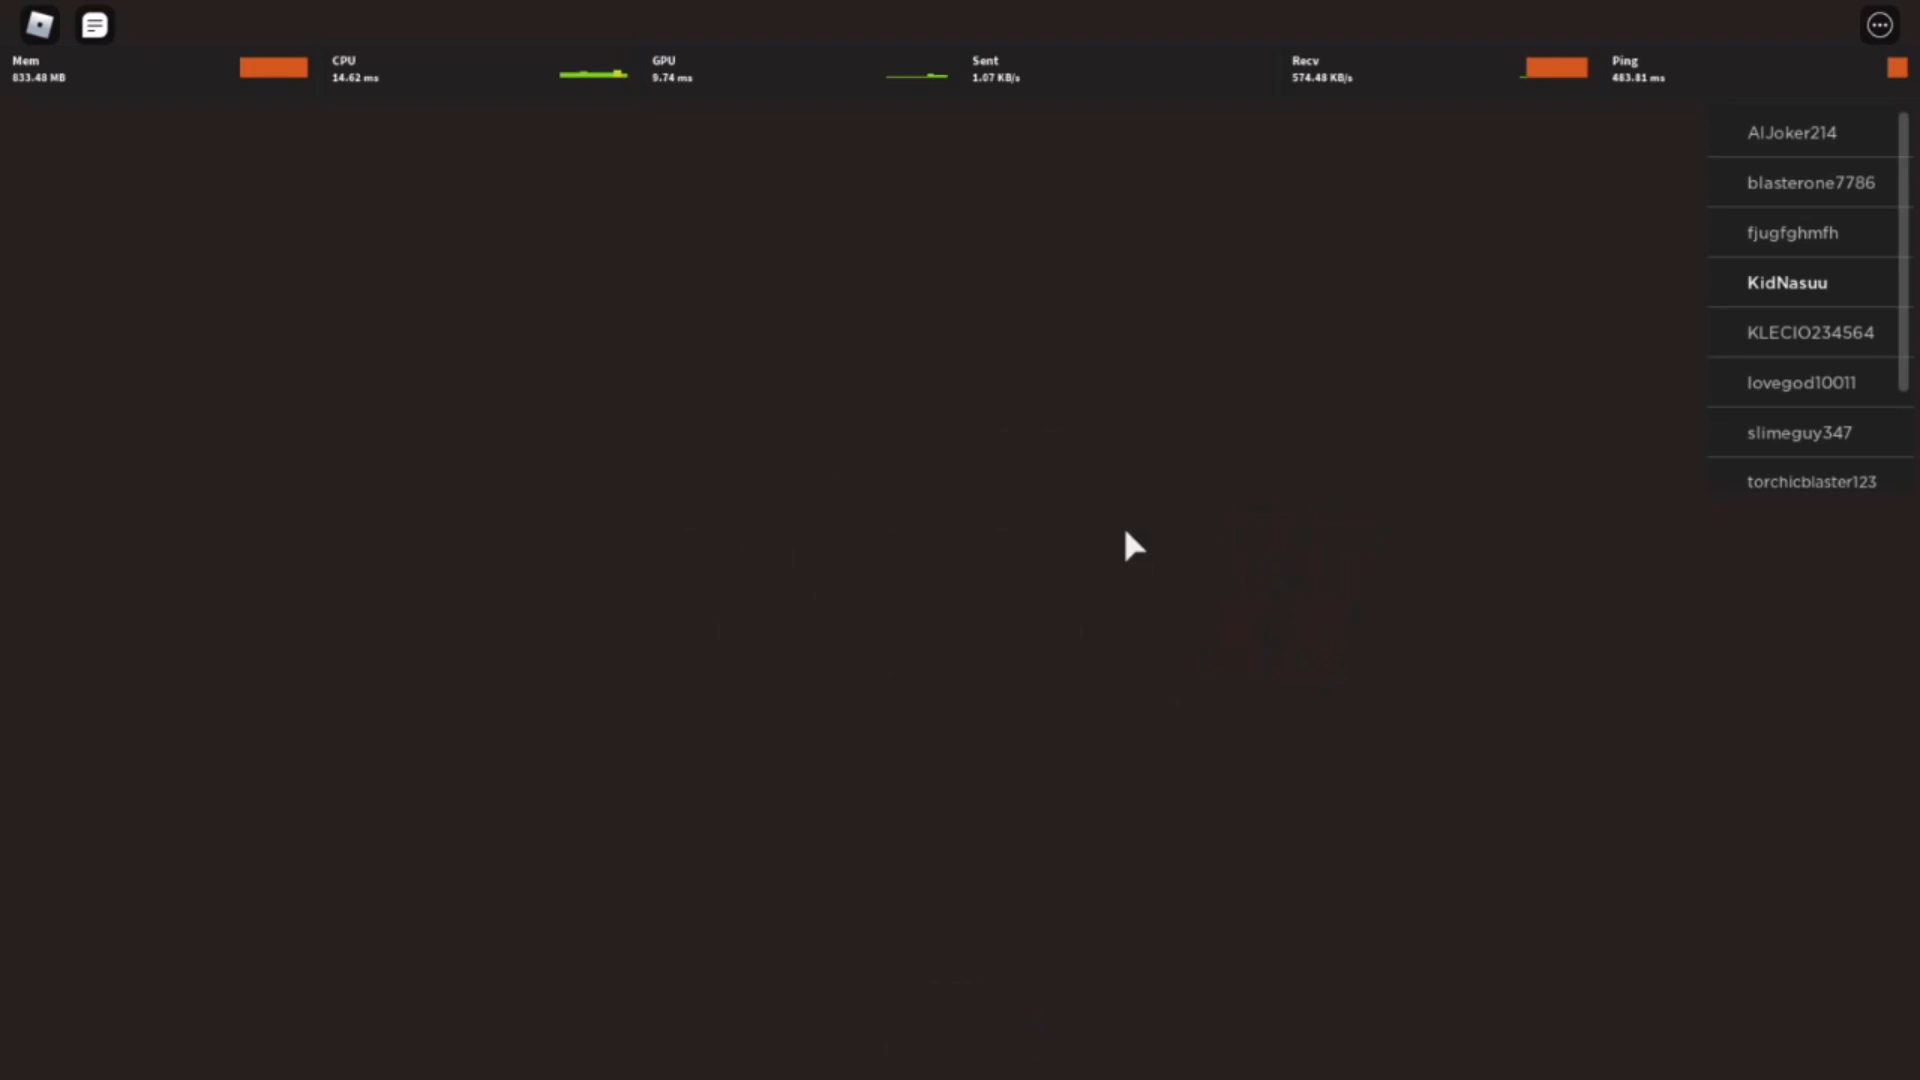 Mem
833.48 MB
CPU
14.62 ms
GPU
9.74 ms
Sent
1.07 KB/s
Recv
574.48 KB/s
Ping
483.81 ms
AlJoker214
blasterone7786
fjugfghmfh
KidNasuu
KLECIO234564
lovegod10011
slimeguy347
torchicblaster123